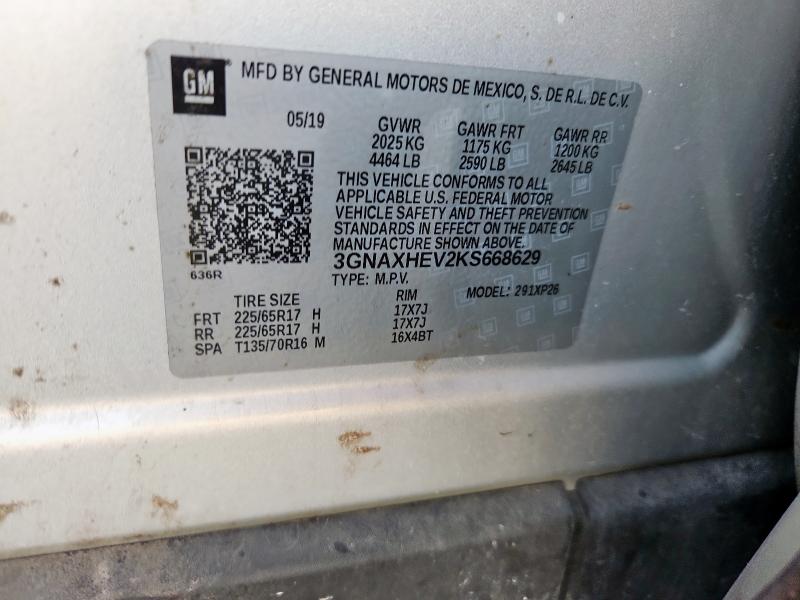 GM
MFD BY GENERAL MOTORS DE MEXICO, S. DE R.L. DE C.V.
05/19 GVWR GAWR FRT GAWR RR
2025 KG 1175 KG 1200 KG
4464 LB 2590 LB 2645 LB
THIS VEHICLE CONFORMS TO ALL
APPLICABLE U.S. FEDERAL MOTOR
VEHICLE SAFETY AND THEFT PREVENTION
STANDARDS IN EFFECT ON THE DATE OF
MANUFACTURE SHOWN ABOVE.
3GNAXHEV2KS668629
636R
TYPE: M.P.V. MODEL: 291XP26
TIRE SIZE RIM
FRT 225/65R17 H 17X7J
RR 225/65R17 H 17X7J
SPA T135/70R16 M 16X4BT